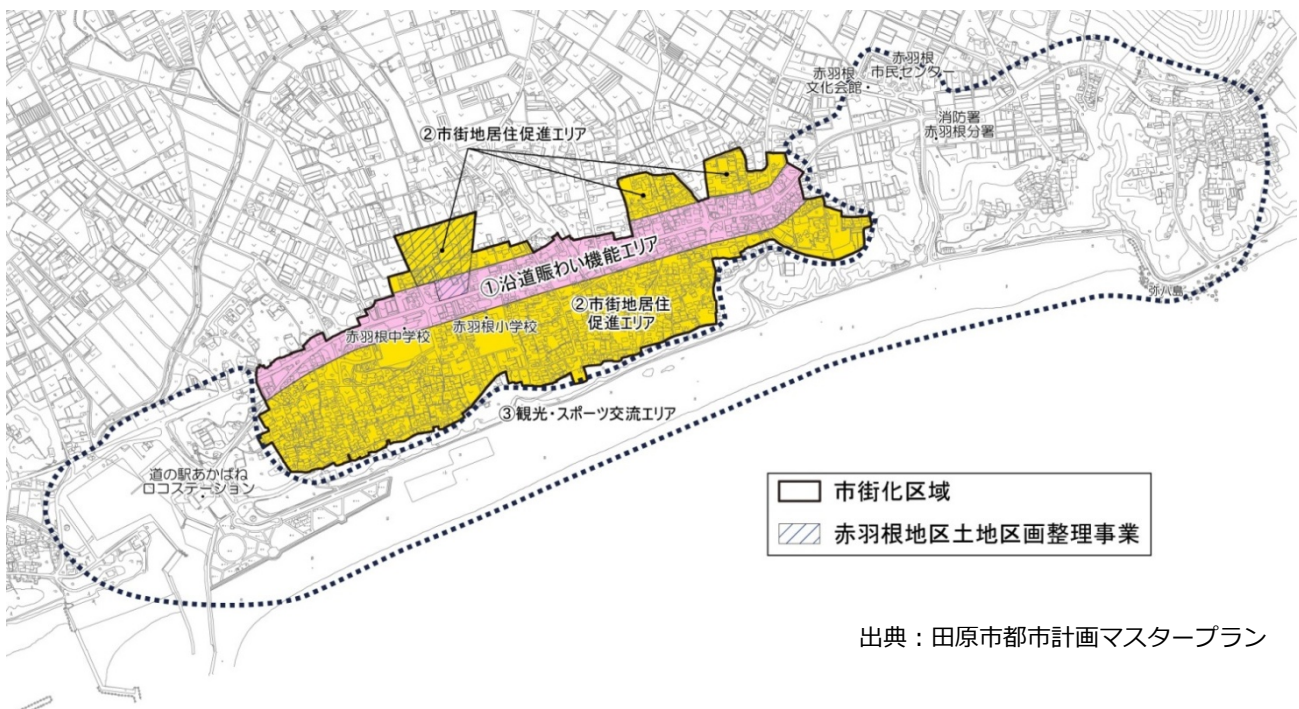 赤羽根
市民センター
赤羽根
文化会館
消防署
赤羽根分署
②市街地居住促進エリア
①沿道賑わい機能エリア
②市街地居住
促進エリア
赤羽根中学校
赤羽根小学校
弥八島
③観光・スポーツ交流エリア
道の駅あかばね
ロコステーション
市街化区域
赤羽根地区土地区画整理事業
出典：田原市都市計画マスタープラン